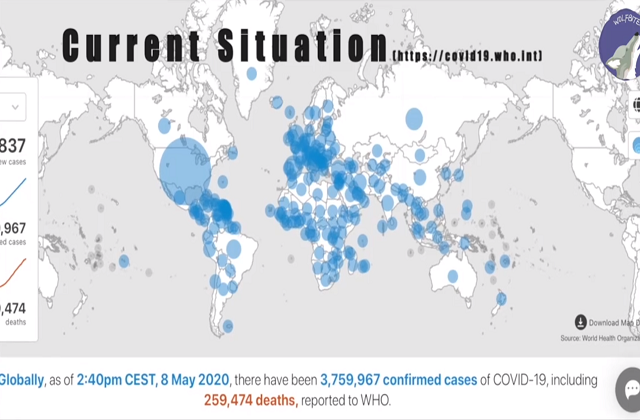 Current Situation (https://covid19.who.int)
WOLFGTE
837
ew cases
,967
ed cases
,474
deaths
Download Map D
Source: World Health Organiz
Globally, as of 2:40pm CEST, 8 May 2020, there have been 3,759,967 confirmed cases of COVID-19, including
259,474 deaths, reported to WHO.